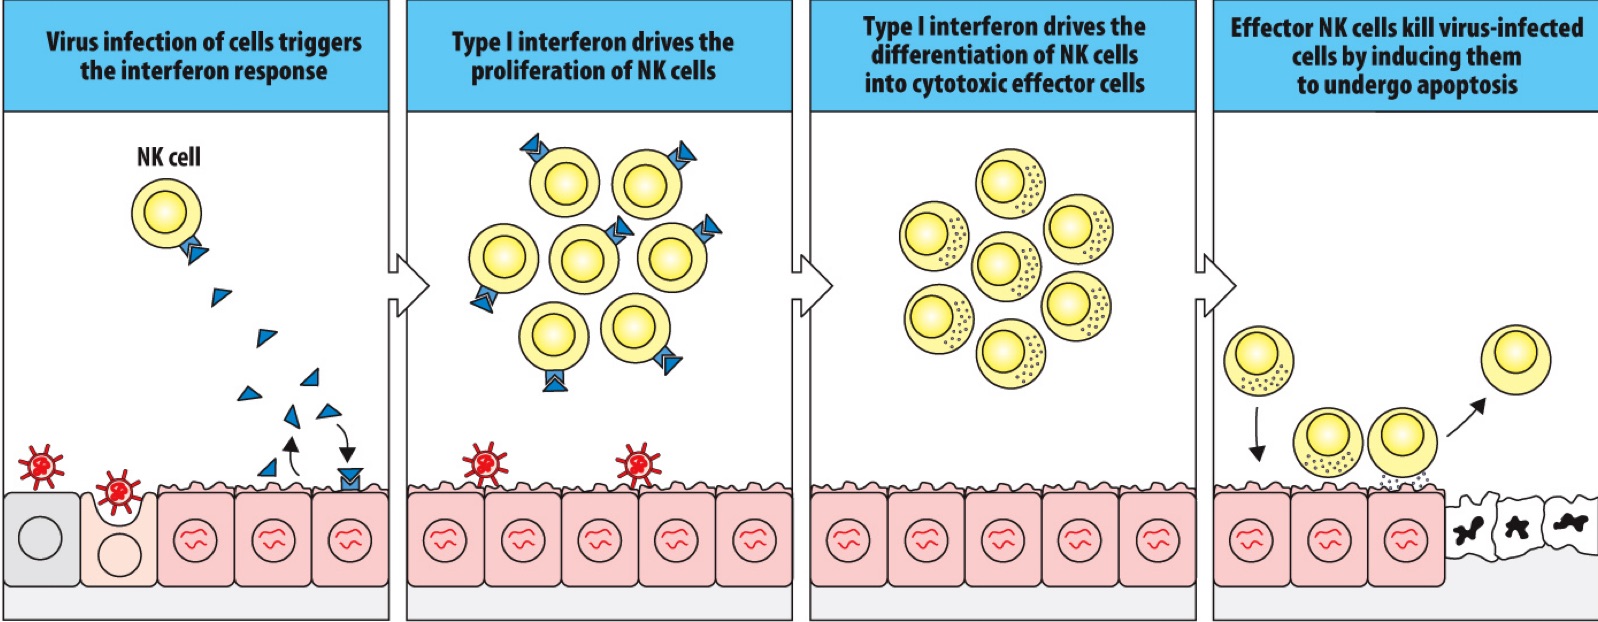 Virus infection of cells triggers
the interferon response
Type I interferon drives the
proliferation of NK cells
Type I interferon drives the
differentiation of NK cells
into cytotoxic effector cells
Effector NK cells kill virus-infected
cells by inducing them
to undergo apoptosis
NK cell